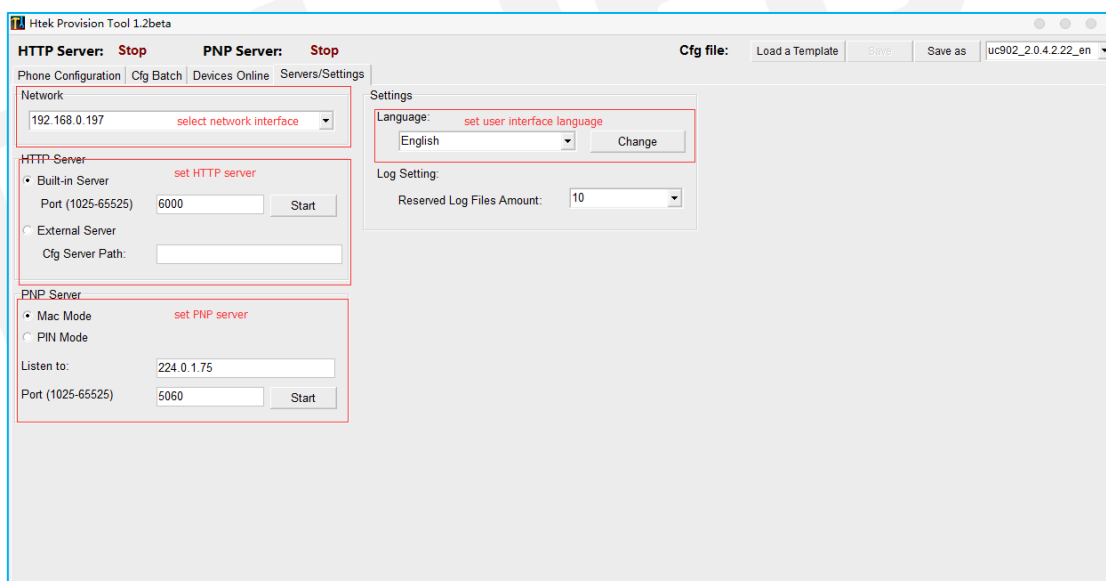 Htek Provision Tool 1.2beta
HTTP Server: Stop PNP Server: Stop Cfg file: Load a Template Save Save as uc902_2.0.4.2.22_en
Phone Configuration Cfg Batch Devices Online Servers/Settings
Network
192.168.0.197 select network interface
HTTP Server
set HTTP server
Built-in Server
Port (1025-65525) 6000 Start
External Server
Cfg Server Path:
PNP Server
Mac Mode set PNP server
PIN Mode
Listen to: 224.0.1.75
Port (1025-65525) 5060 Start
Settings
Language: set user interface language
English Change
Log Setting:
Reserved Log Files Amount: 10